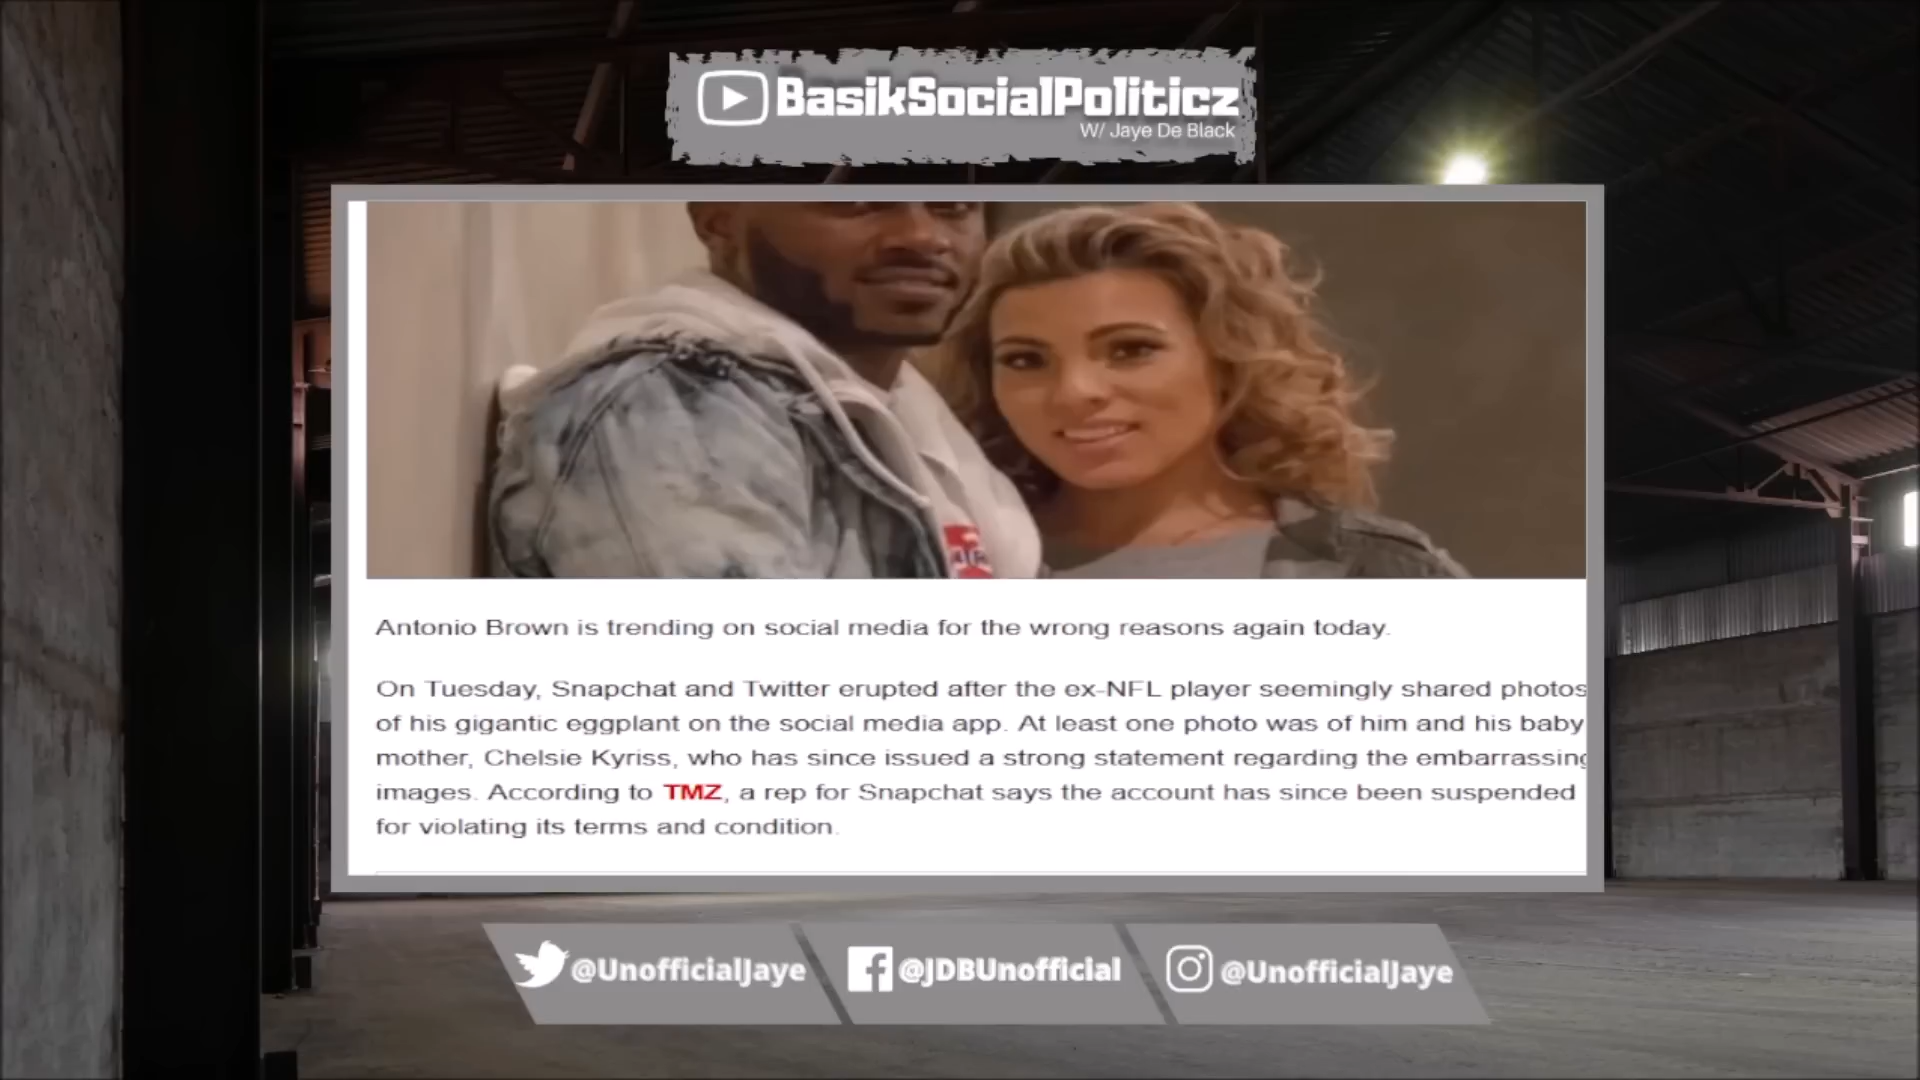 BasikSocialPoliticz
W/ Jaye De Black
Antonio Brown is trending on social media for the wrong reasons again today.
On Tuesday, Snapchat and Twitter erupted after the ex-NFL player seemingly shared photos
of his gigantic eggplant on the social media app. At least one photo was of him and his baby
mother, Chelsie Kyriss, who has since issued a strong statement regarding the embarrassing
images. According to TMZ, a rep for Snapchat says the account has since been suspended
for violating its terms and condition.
@UnofficialJaye @JDBUnofficial @UnofficialJaye